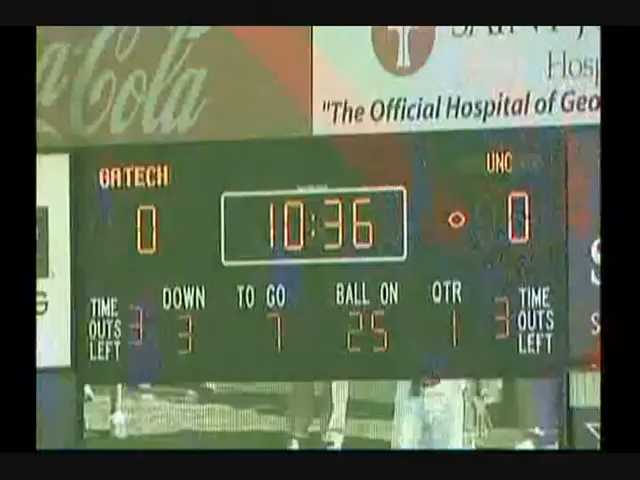 Cola
Hosp
"The Official Hospital of Geo
GATECH
UNC
0
10:36
0
DOWN
TO GO
BALL ON
QTR
TIME OUTS LEFT
3
3
7
25
1
3
TIME OUTS LEFT